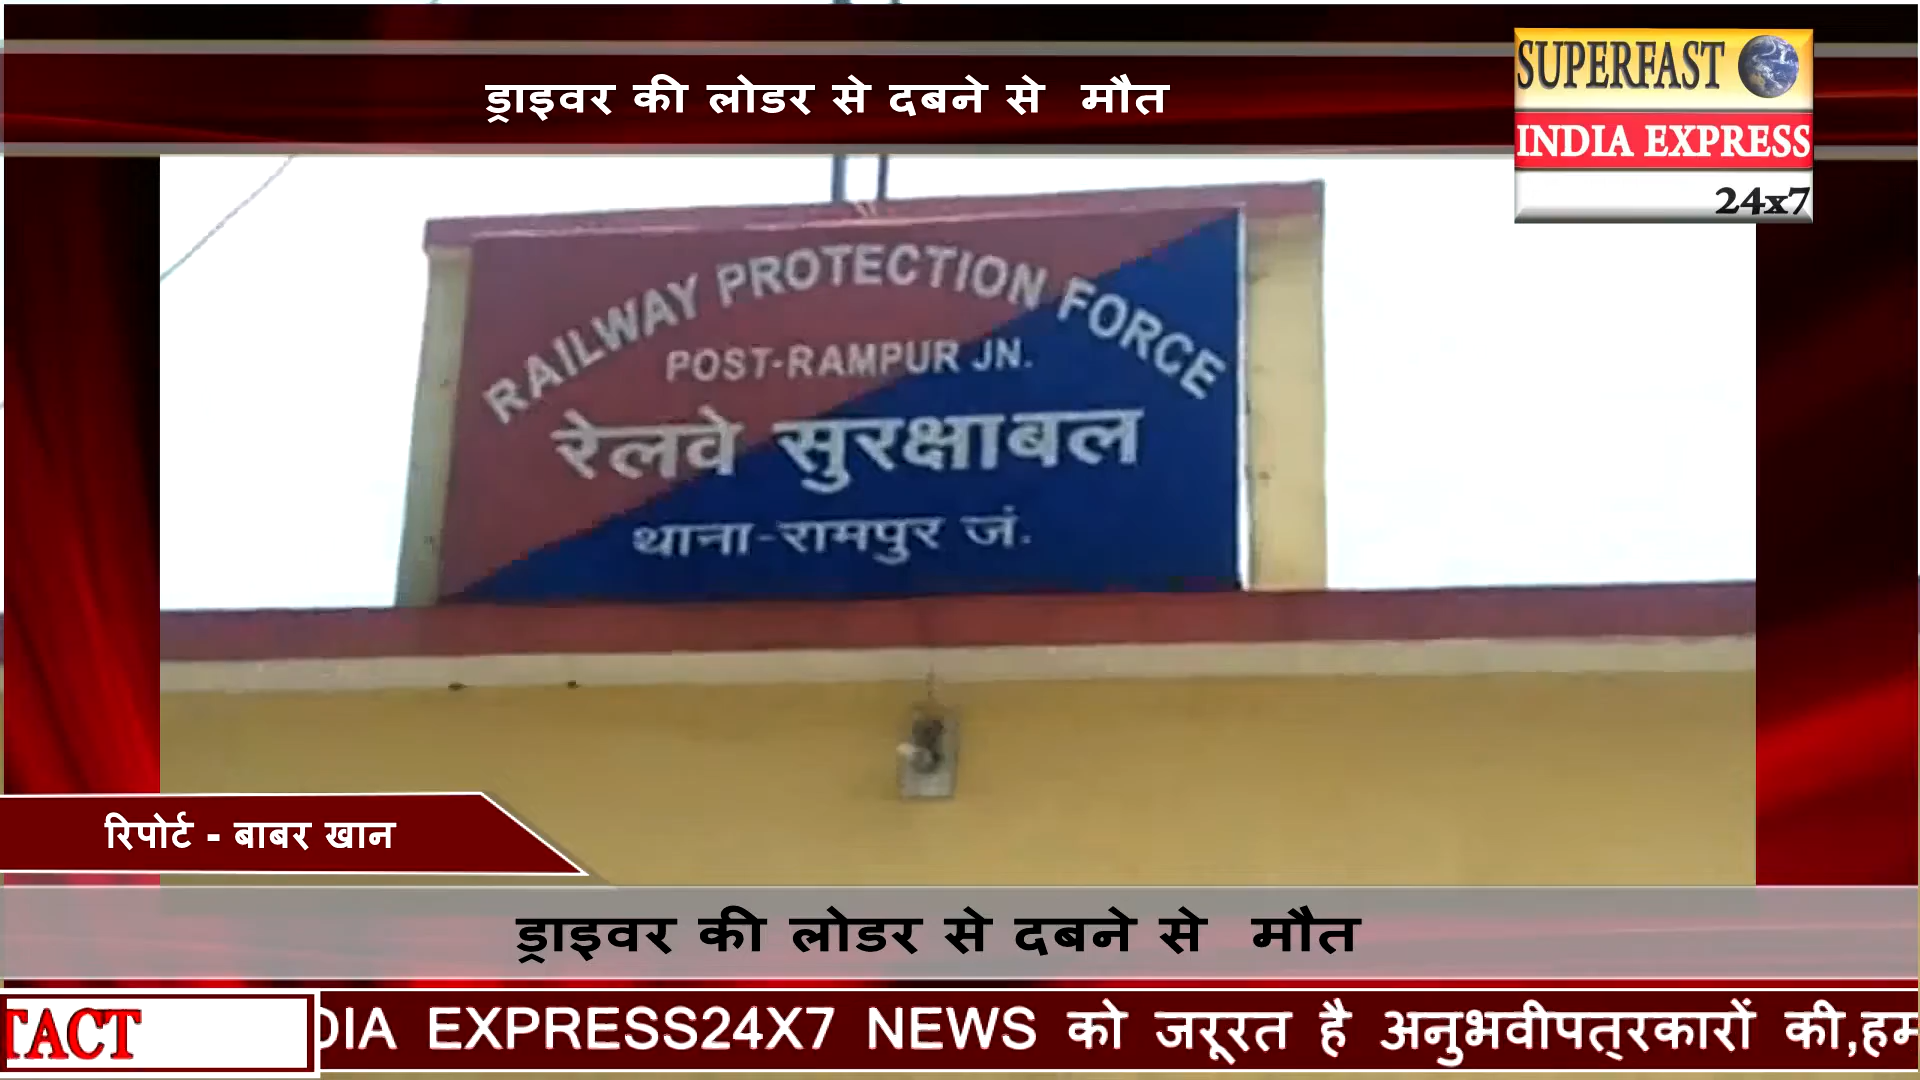 ड्राइवर की लोडर से दबने से मौत
SUPERFAST
INDIA EXPRESS
24x7
RAILWAY PROTECTION FORCE
POST-RAMPUR JN.
रेलवे सुरक्षाबल
थाना-रामपुर जं.
रिपोर्ट - बाबर खान
ड्राइवर की लोडर से दबने से मौत
TACT
DIA EXPRESS24X7 NEWS को जरूरत है अनुभवीपत्रकारों की,हम